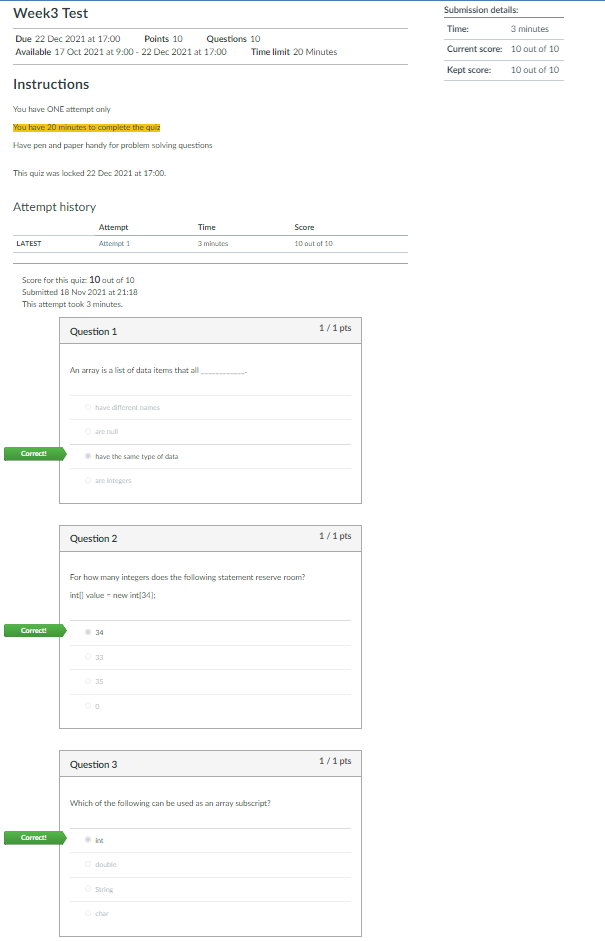 Week3 Test
Submission details:
Due 22 Dec 2021 at 17:00 Points 10 Questions 10
Available 17 Oct 2021 at 9:00 - 22 Dec 2021 at 17:00 Time limit 20 Minutes
Time: 3 minutes
Current score: 10 out of 10
Kept score: 10 out of 10
Instructions
You have ONE attempt only
You have 20 minutes to complete the quiz
Have pen and paper handy for problem solving questions
This quiz was locked 22 Dec 2021 at 17:00.
Attempt history
Attempt Time Score
LATEST Attempt 1 3 minutes 10 out of 10
Score for this quiz: 10 out of 10
Submitted 18 Nov 2021 at 21:18
This attempt took 3 minutes.
Question 1 1 / 1 pts
An array is a list of data items that all ____________.
have different names
are null
Correct! have the same type of data
are integers
Question 2 1 / 1 pts
For how many integers does the following statement reserve room?
int[] value = new int[34];
Correct! 34
33
35
0
Question 3 1 / 1 pts
Which of the following can be used as an array subscript?
Correct! int
double
String
char